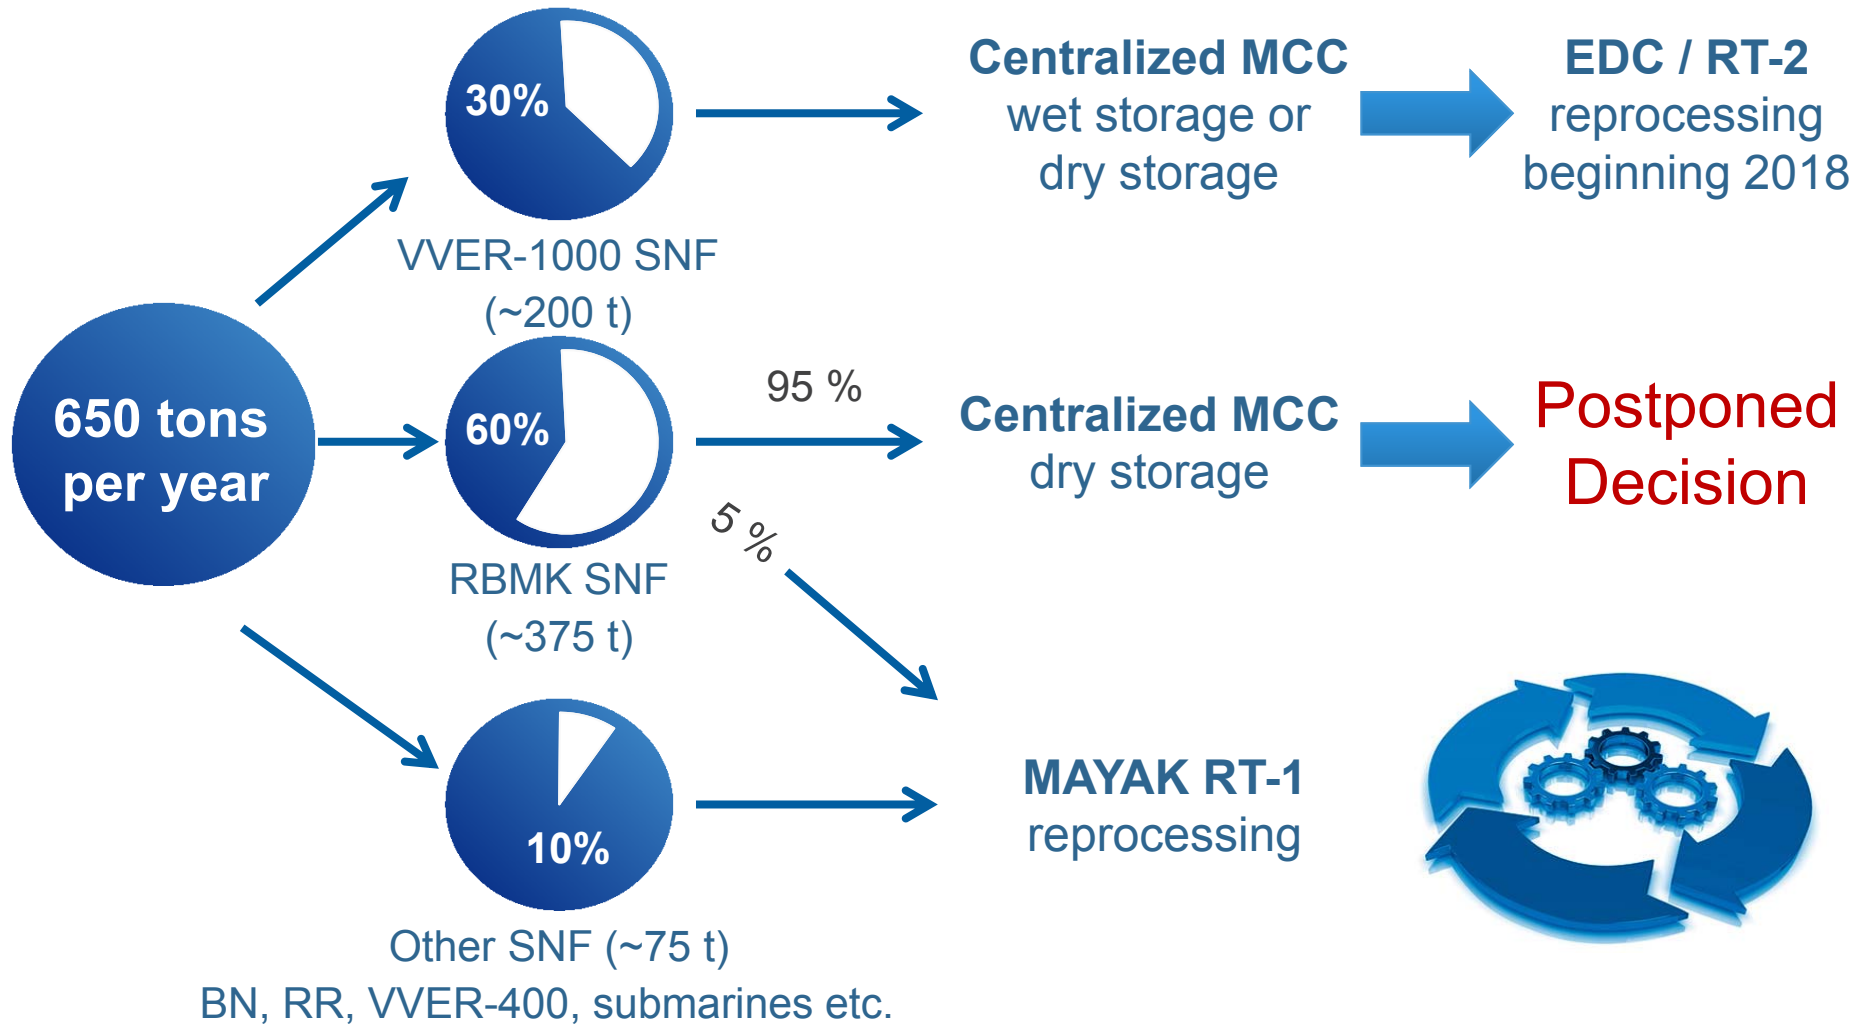 30%
VVER-1000 SNF
(~200 t)
Centralized MCC
wet storage or
dry storage
EDC / RT-2
reprocessing
beginning 2018
650 tons
per year
60%
RBMK SNF
(~375 t)
95 %
5 %
Centralized MCC
dry storage
Postponed
Decision
10%
Other SNF (~75 t)
BN, RR, VVER-400, submarines etc.
MAYAK RT-1
reprocessing